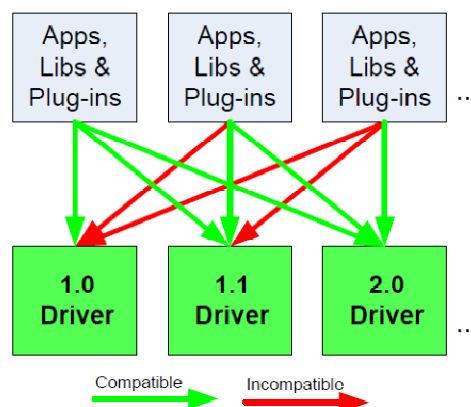 Apps,
Libs &
Plug-ins
Apps,
Libs &
Plug-ins
Apps,
Libs &
Plug-ins
...
1.0
Driver
1.1
Driver
2.0
Driver
...
Compatible
Incompatible